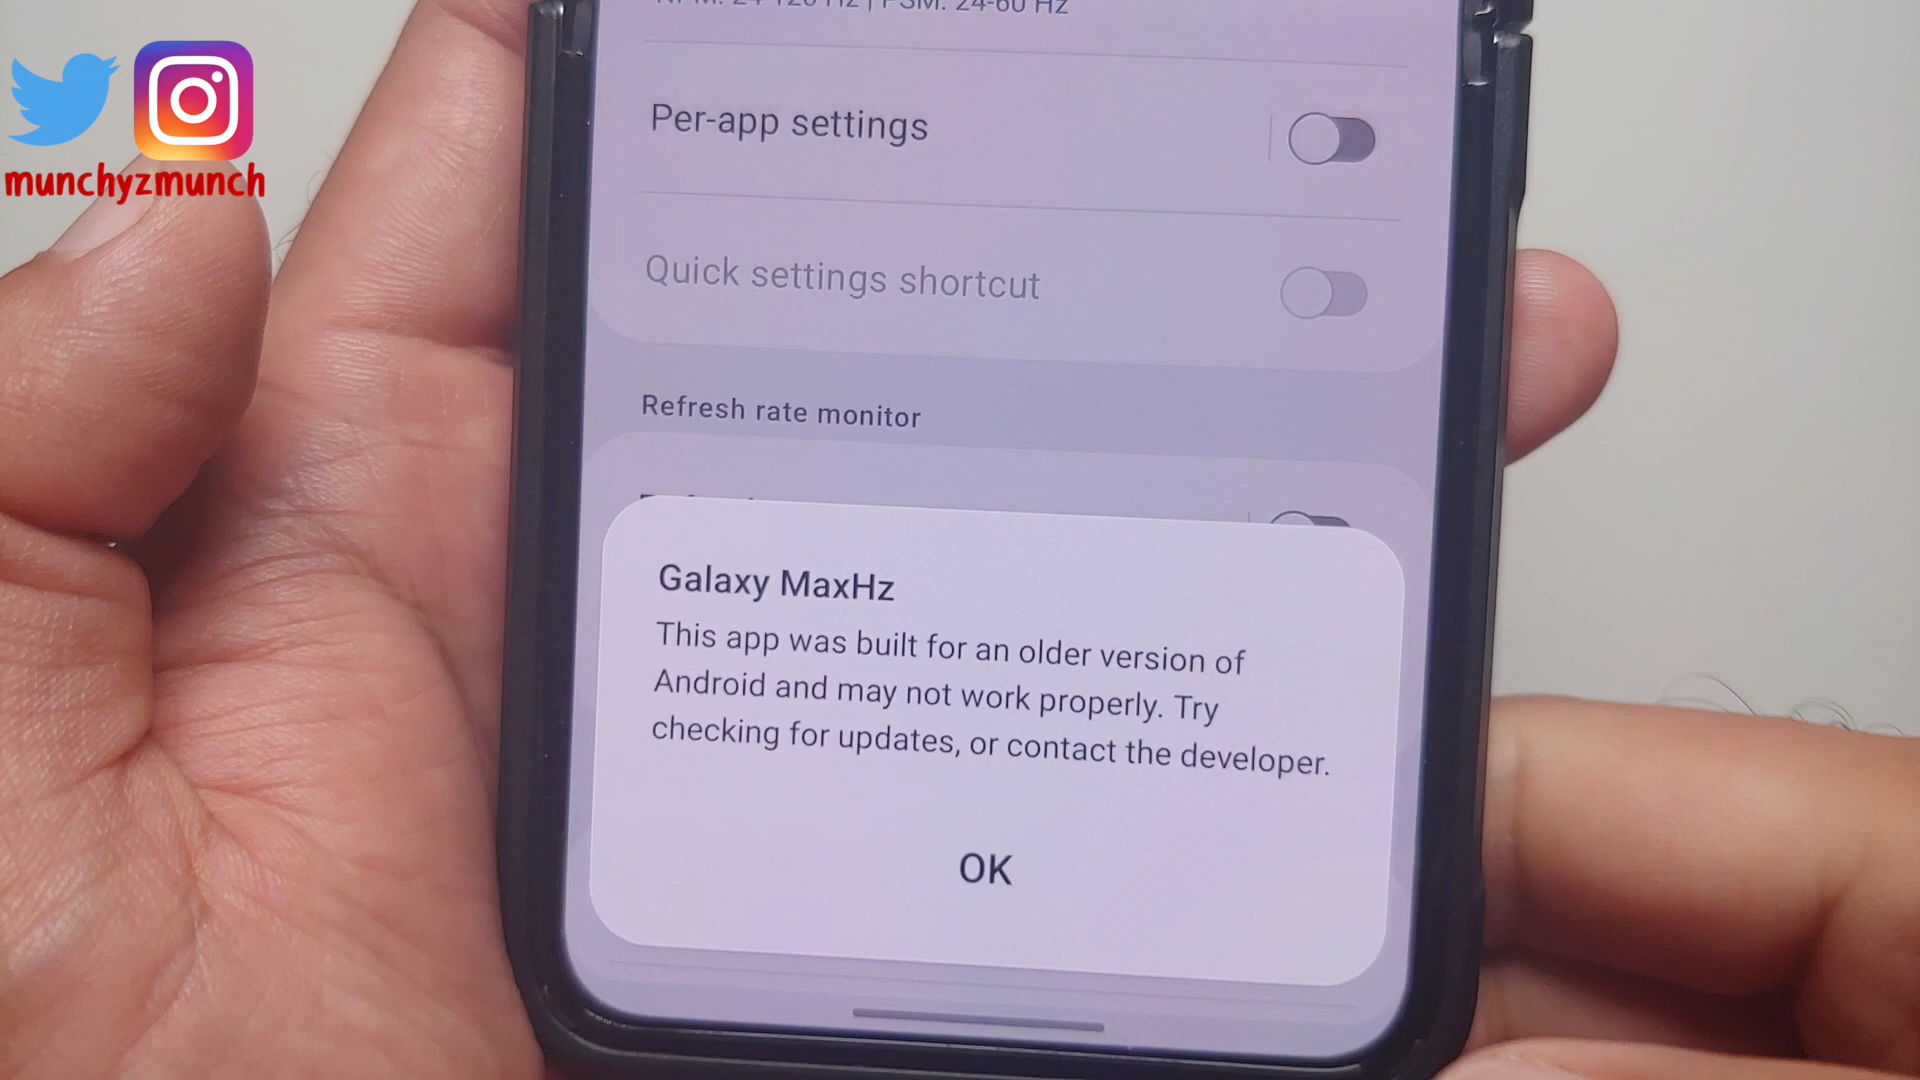 NPM: 24-120 Hz | PSM: 24-60 Hz
Per-app settings
munchyzmunch
Quick settings shortcut
Refresh rate monitor
Galaxy MaxHz
This app was built for an older version of
Android and may not work properly. Try
checking for updates, or contact the developer.
OK